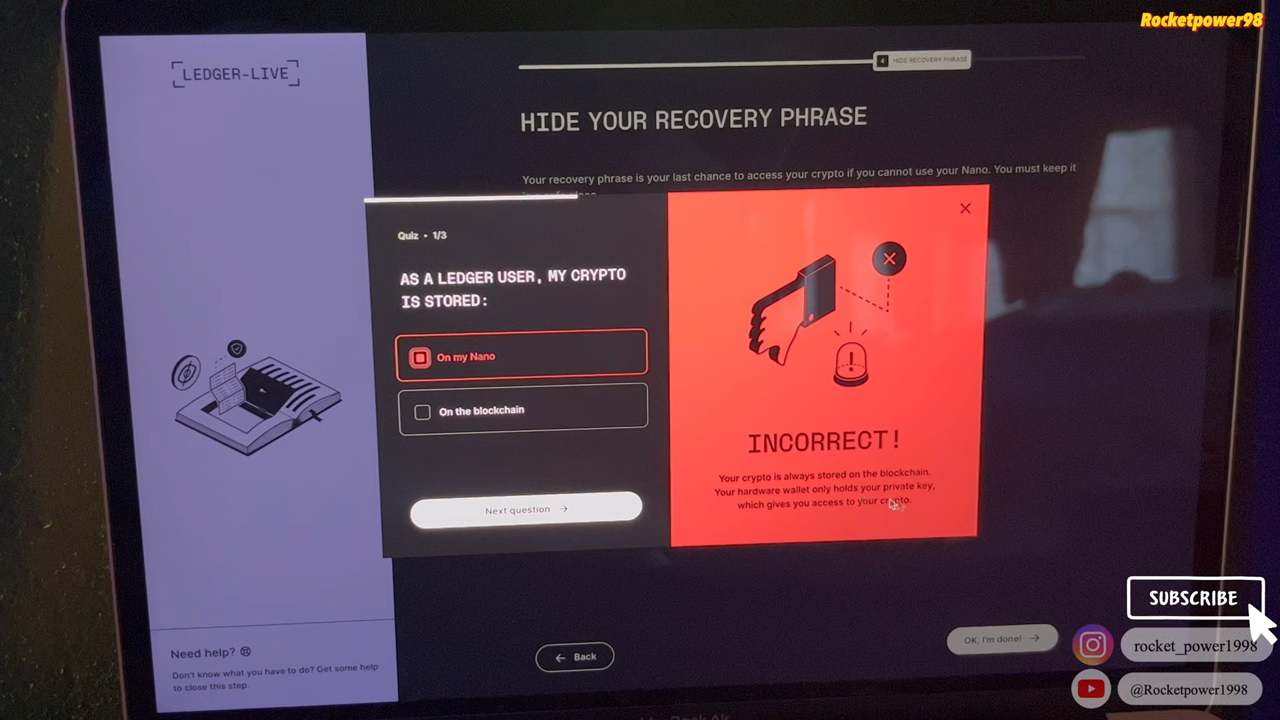 Rocketpower98
LEDGER-LIVE
4 HIDE RECOVERY PHRASE
HIDE YOUR RECOVERY PHRASE
Your recovery phrase is your last chance to access your crypto if you cannot use your Nano. You must keep it
Quiz • 1/3
AS A LEDGER USER, MY CRYPTO
IS STORED:
On my Nano
On the blockchain
Next question →
INCORRECT!
Your crypto is always stored on the blockchain.
Your hardware wallet only holds your private key,
which gives you access to your crypto.
Need help?
Don't know what you have to do? Get some help
to close this step.
← Back
OK, I'm done! →
SUBSCRIBE
rocket_power1998
@Rocketpower1998